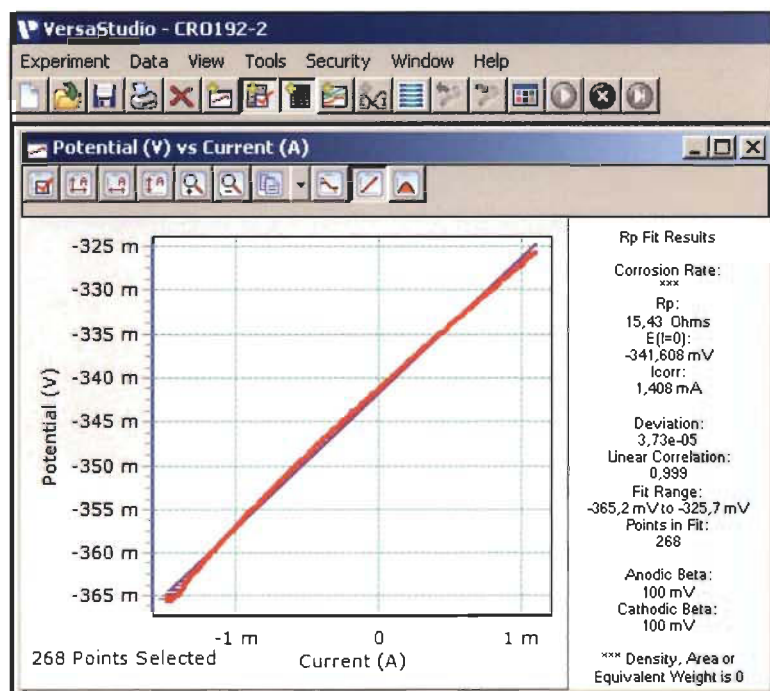 VersaStudio - CRO192-2
Experiment Data View Tools Security Window Help
Potential (V) vs Current (A)
-325 m
-330 m
-335 m
-340 m
-345 m
-350 m
-355 m
-360 m
-365 m
Potential (V)
-1 m 0 1 m
268 Points Selected
Current (A)
Rp Fit Results
Corrosion Rate:
***
Rp:
15,43 Ohms
E(I=0):
-341,608 mV
Icorr:
1,408 mA
Deviation:
3,73e-05
Linear Correlation:
0,999
Fit Range:
-365,2 mV to -325,7 mV
Points in Fit:
268
Anodic Beta:
100 mV
Cathodic Beta:
100 mV
*** Density, Area or
Equivalent Weight is 0